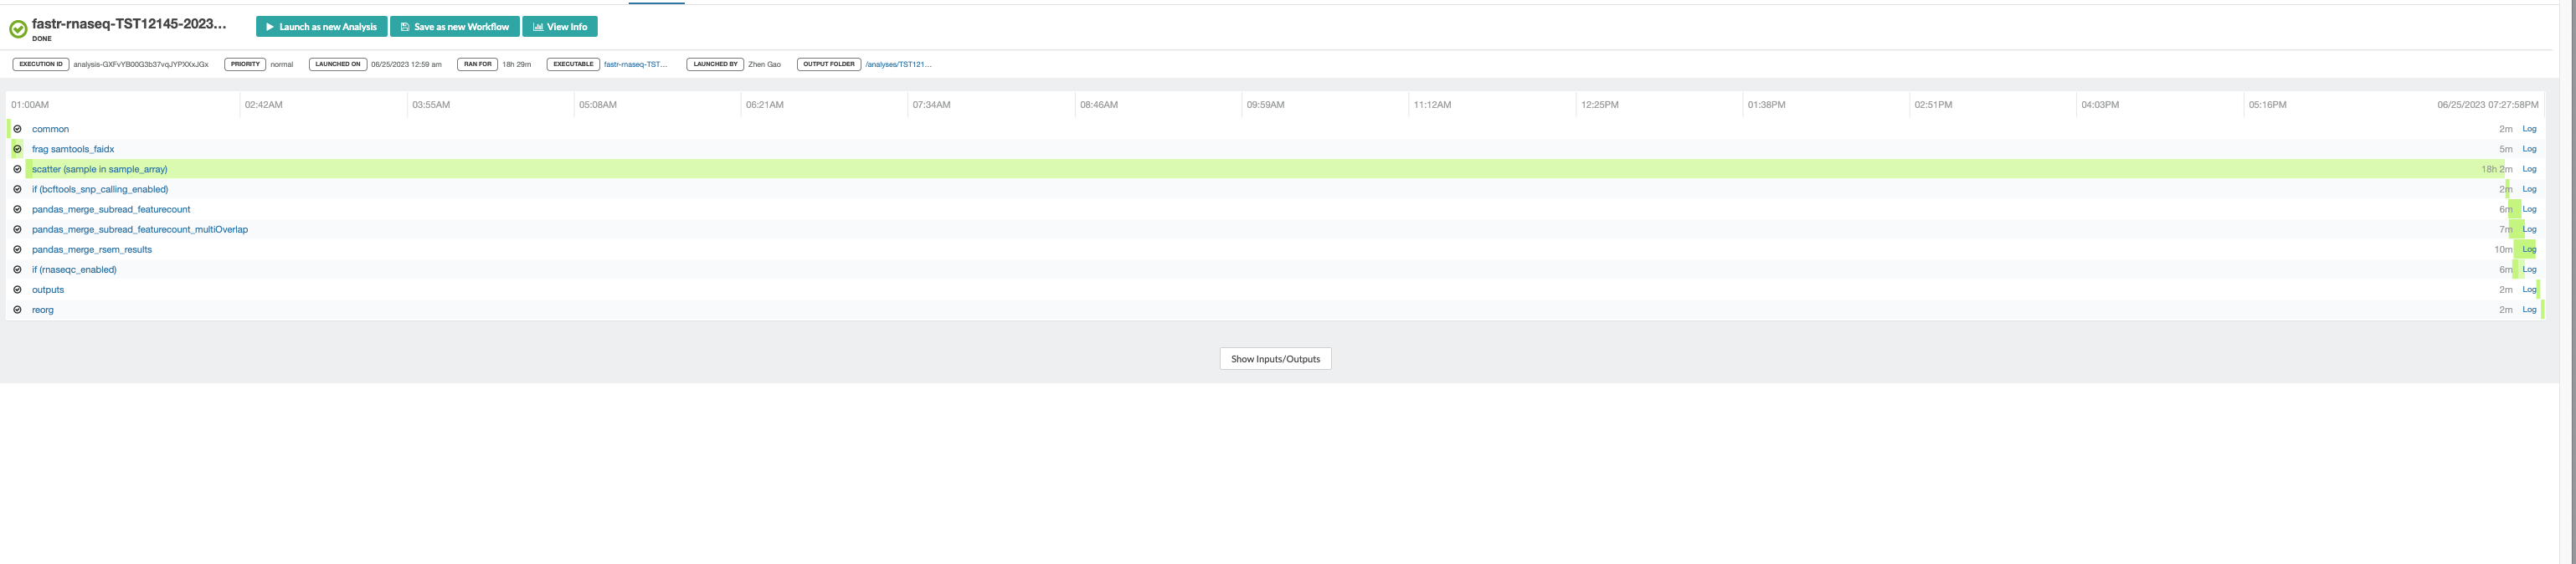 fastr-rnaseq-TST12145-2023... Launch as new Analysis Save as new Workflow View Info
DONE
EXECUTION ID analysis-GXFvYB00G3b37vqJYPXXxJGx PRIORITY normal LAUNCHED ON 06/25/2023 12:59 am RAN FOR 18h 29m EXECUTABLE fastr-rnaseq-TST... LAUNCHED BY Zhen Gao OUTPUT FOLDER /analyses/TST121...
01:00AM 02:42AM 03:55AM 05:08AM 06:21AM 07:34AM 08:46AM 09:59AM 11:12AM 12:25PM 01:38PM 02:51PM 04:03PM 05:16PM 06/25/2023 07:27:58PM
common 2m Log
frag samtools_faidx 5m Log
scatter (sample in sample_array) 18h 2m Log
if (bcftools_snp_calling_enabled) 2m Log
pandas_merge_subread_featurecount 6m Log
pandas_merge_subread_featurecount_multiOverlap 7m Log
pandas_merge_rsem_results 10m Log
if (rnaseqc_enabled) 6m Log
outputs 2m Log
reorg 2m Log
Show Inputs/Outputs